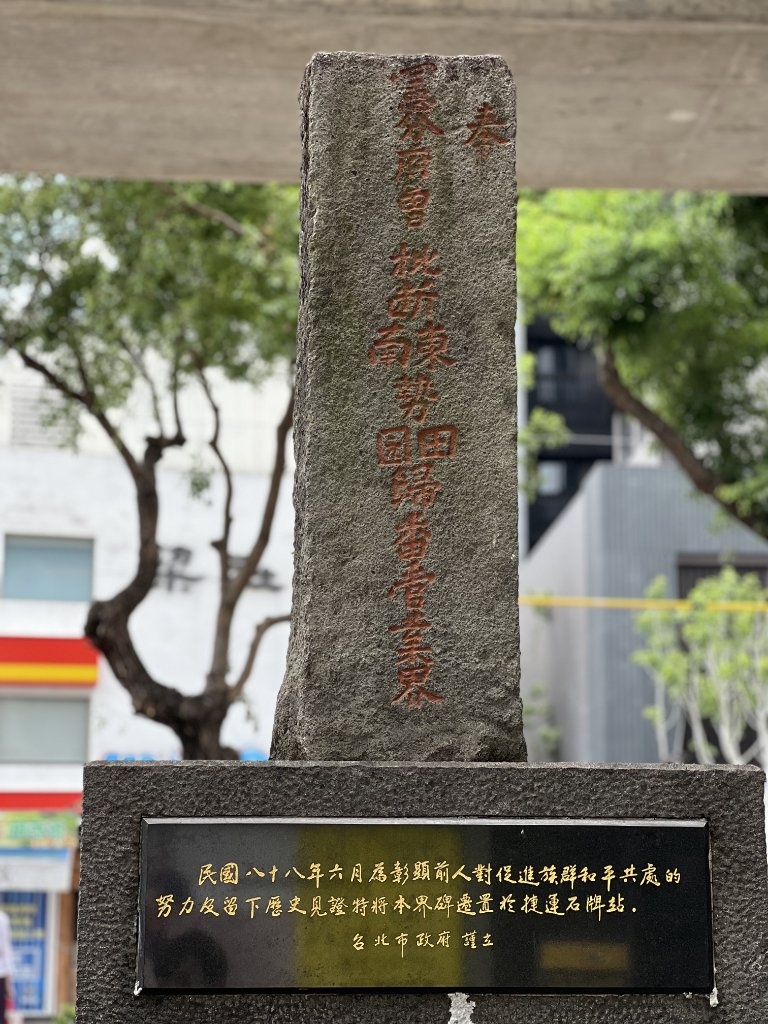 奉
憲分府曾批断東南勢田園歸番管業界
民國八十八年六月為彰顯前人對促進族群和平共處的
努力及留下歷史見證特將本界碑遷置於捷運石牌站.
台北市政府 謹立